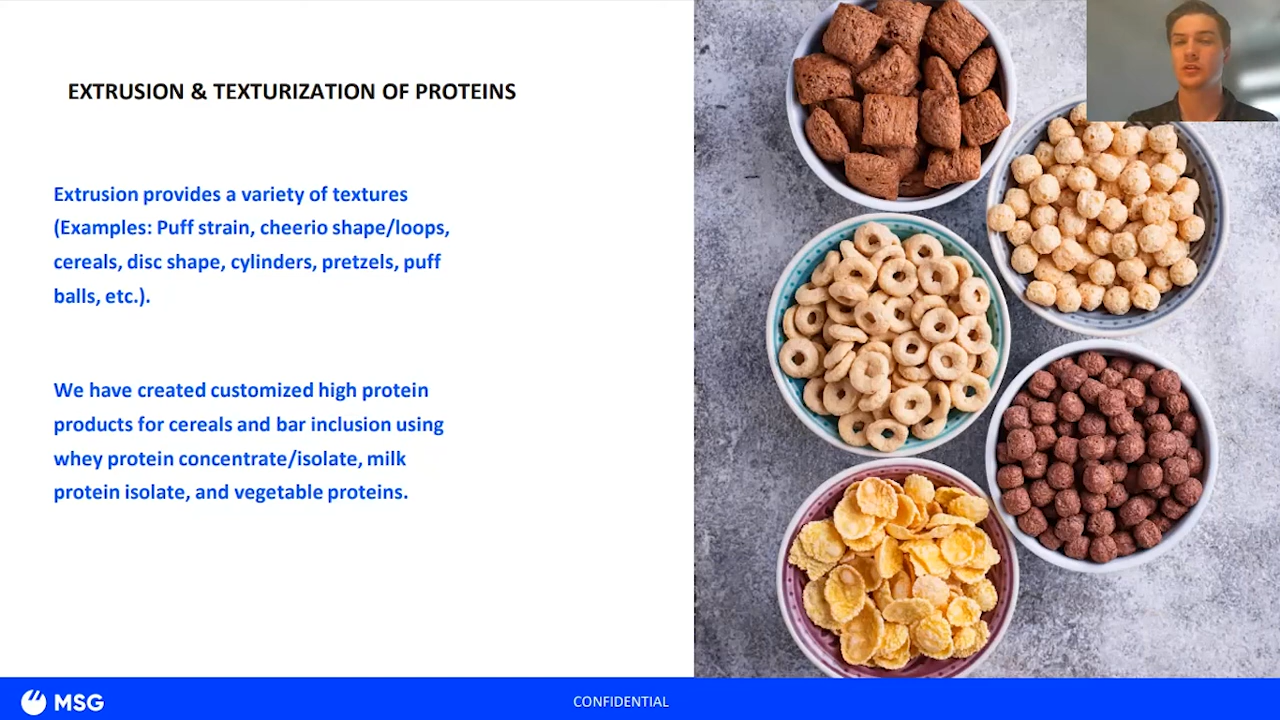 EXTRUSION & TEXTURIZATION OF PROTEINS
Extrusion provides a variety of textures
(Examples: Puff strain, cheerio shape/loops,
cereals, disc shape, cylinders, pretzels, puff
balls, etc.).
We have created customized high protein
products for cereals and bar inclusion using
whey protein concentrate/isolate, milk
protein isolate, and vegetable proteins.
MSG
CONFIDENTIAL